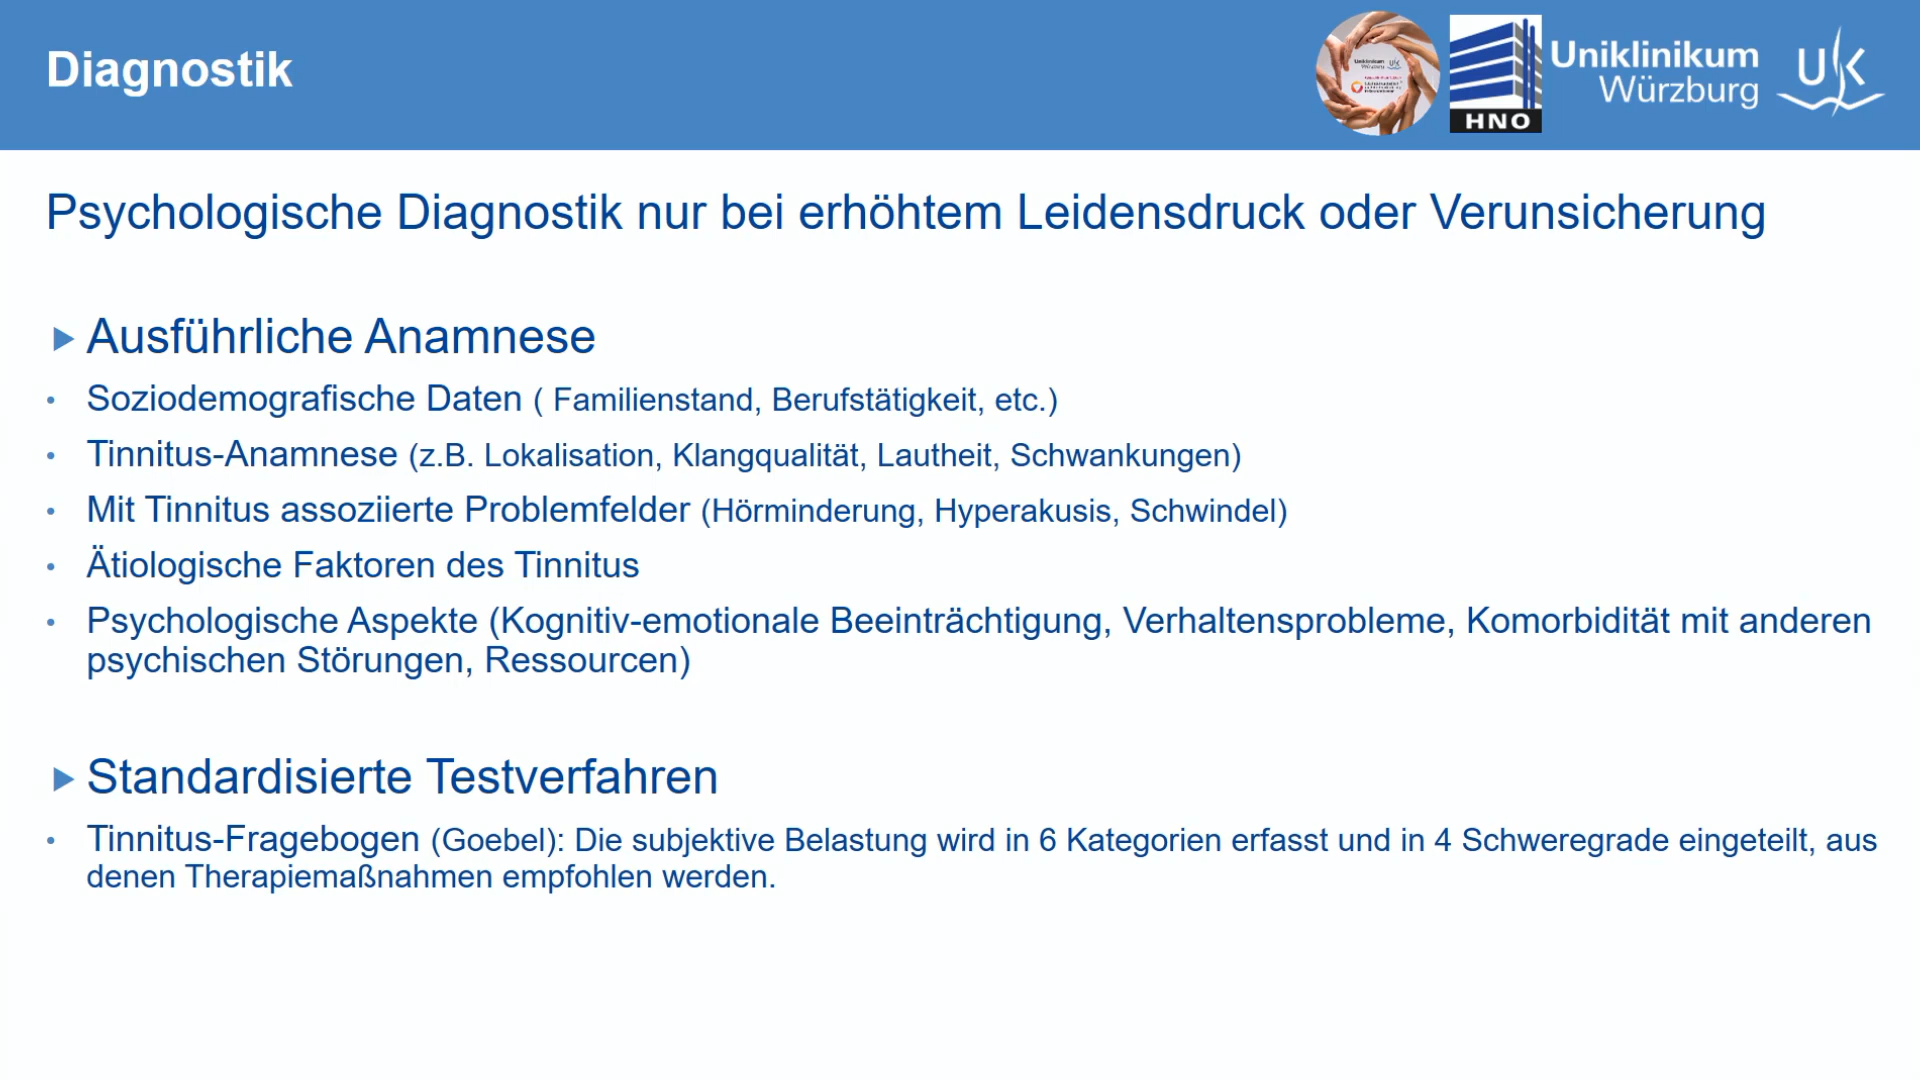 Diagnostik
HNO
Uniklinikum
Würzburg
UK
Psychologische Diagnostik nur bei erhöhtem Leidensdruck oder Verunsicherung
Ausführliche Anamnese
• Soziodemografische Daten ( Familienstand, Berufstätigkeit, etc.)
• Tinnitus-Anamnese (z.B. Lokalisation, Klangqualität, Lautheit, Schwankungen)
• Mit Tinnitus assoziierte Problemfelder (Hörminderung, Hyperakusis, Schwindel)
• Ätiologische Faktoren des Tinnitus
• Psychologische Aspekte (Kognitiv-emotionale Beeinträchtigung, Verhaltensprobleme, Komorbidität mit anderen
psychischen Störungen, Ressourcen)
Standardisierte Testverfahren
• Tinnitus-Fragebogen (Goebel): Die subjektive Belastung wird in 6 Kategorien erfasst und in 4 Schweregrade eingeteilt, aus
denen Therapiemaßnahmen empfohlen werden.